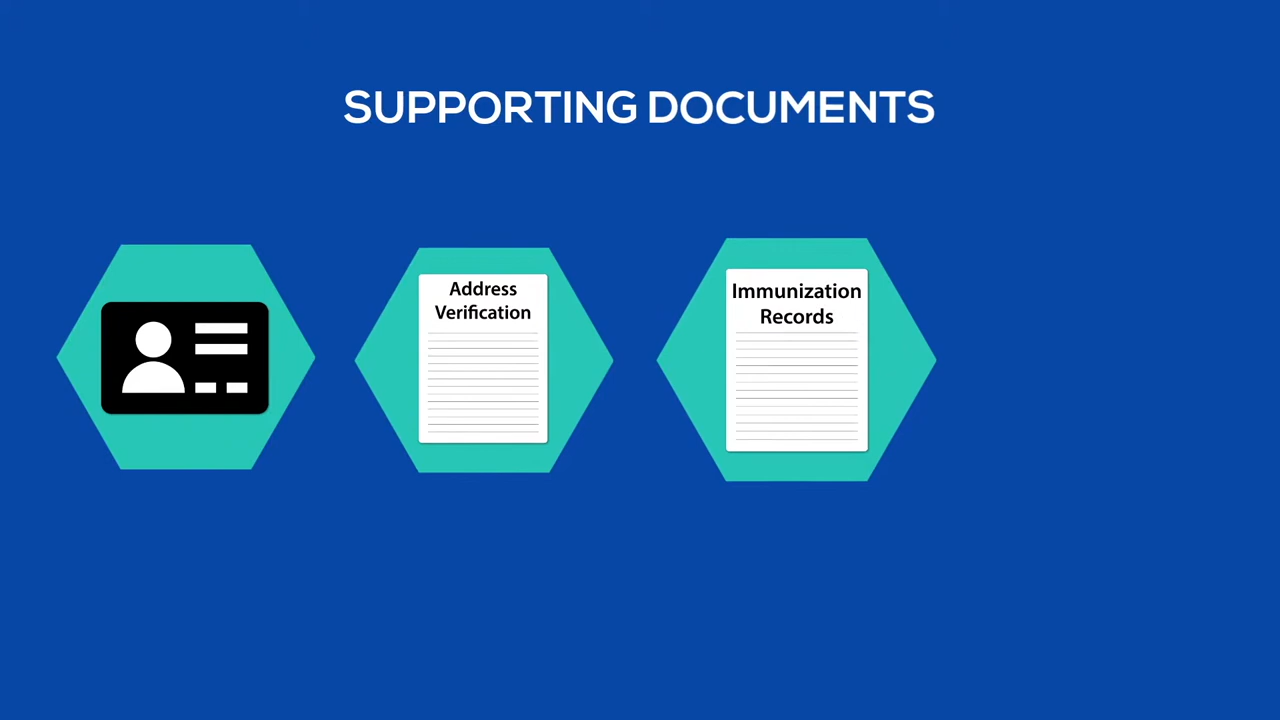 SUPPORTING DOCUMENTS
Address
Verification
Immunization
Records